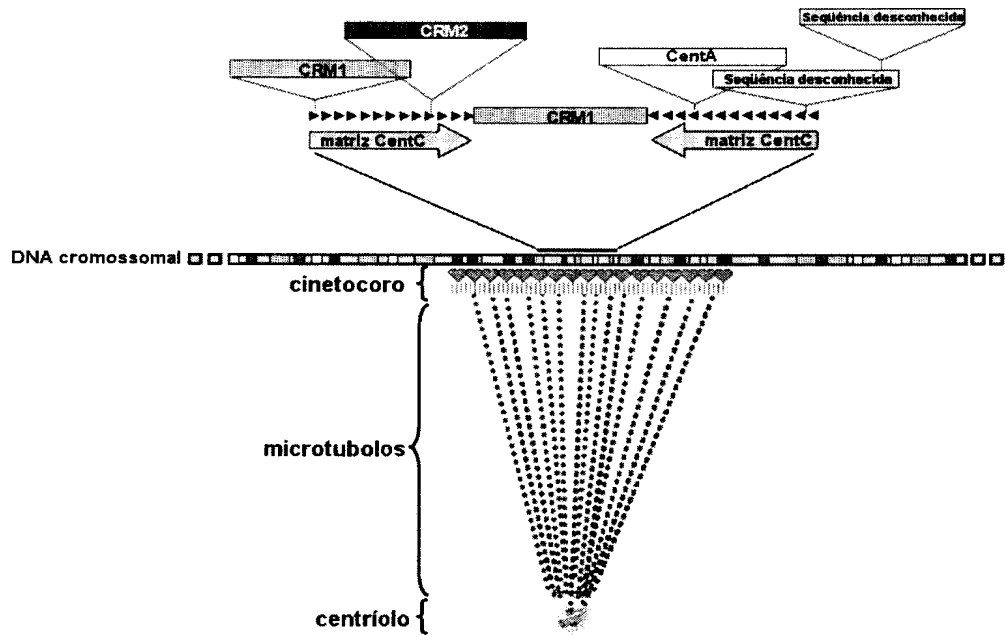 Seqüência desconhecida
CRM2
CentA
CRM1
Seqüência desconhecida
CRM1
matriz CentC
matriz CentC
DNA cromossomal
cinetocoro
microtubolos
centríolo